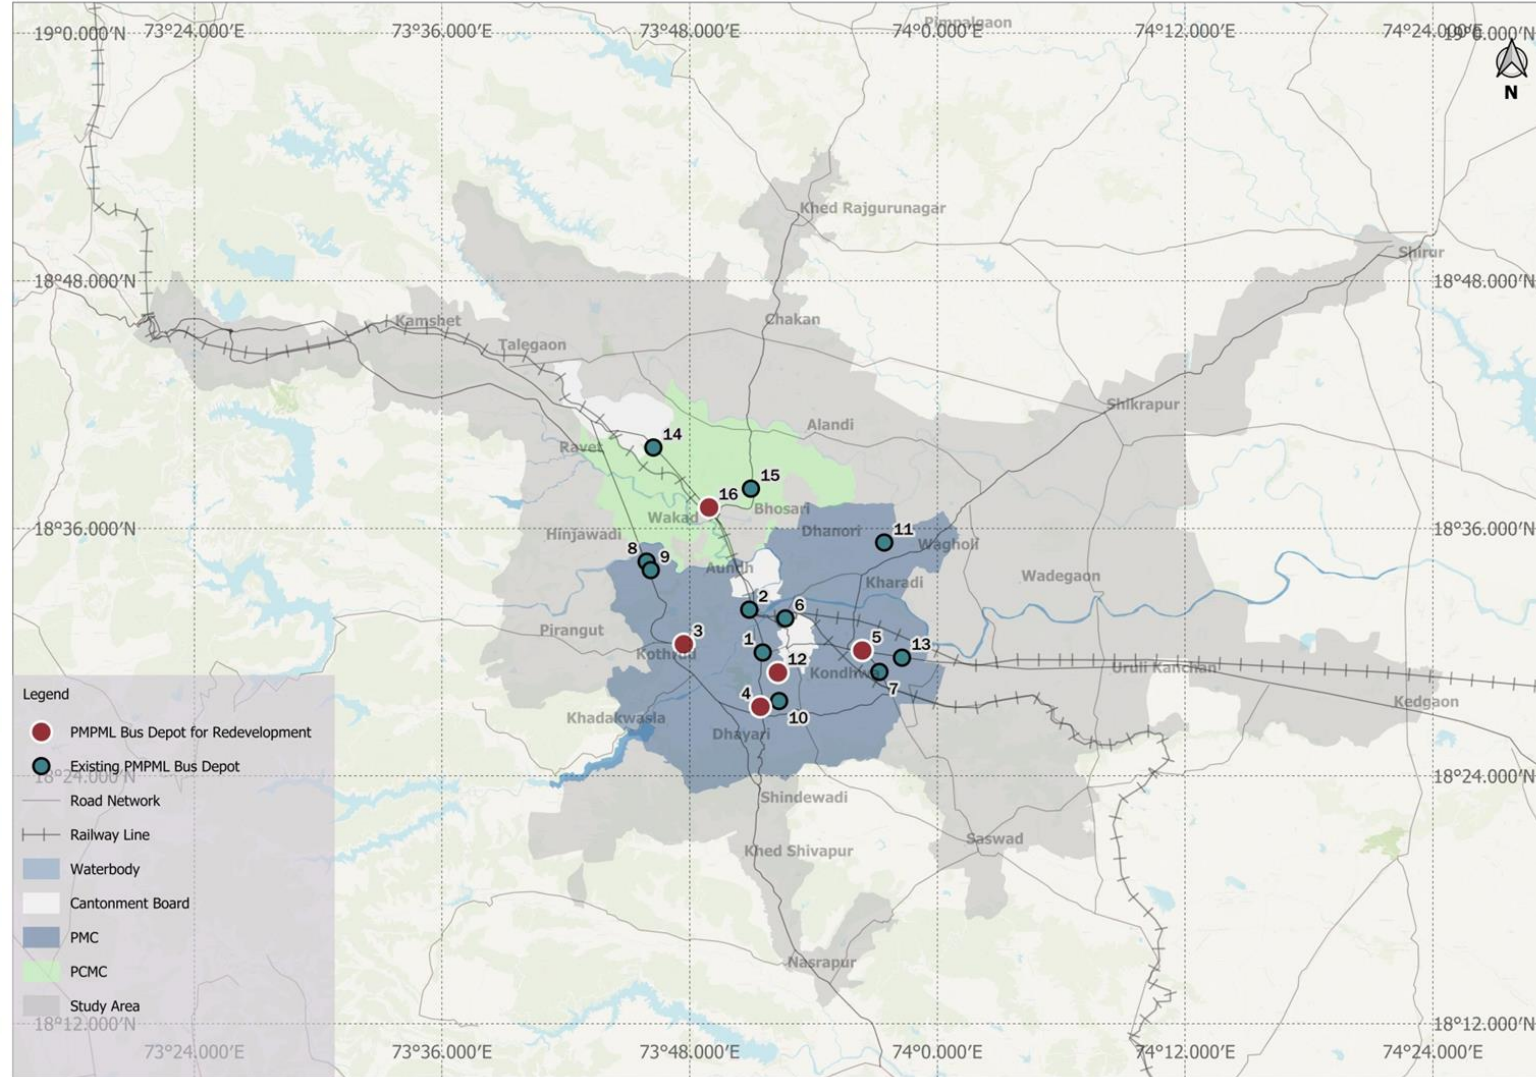 19°0.000′N
73°24.000′E
73°36.000′E
73°48.000′E
74°0.000′E
74°12.000′E
74°24.000′E
Pimpalgaon
N
Khed Rajgurunagar
Shirur
18°48.000′N
18°48.000′N
Kamshet
Chakan
Talegaon
Shikrapur
Alandi
14
Ravet
15
16
Bhosari
Wakad
18°36.000′N
18°36.000′N
Hinjawadi
Dhanori
11
Wagholi
8
9
Aundh
Kharadi
Wadegaon
2
6
Pirangut
3
1
5
13
Kothrud
12
Kondhwa
Uruli Kanchan
7
4
Kedgaon
Khadakwasla
10
Dhayari
Legend
PMPML Bus Depot for Redevelopment
Existing PMPML Bus Depot
18°24.000′N
18°24.000′N
Road Network
Shindewadi
Railway Line
Saswad
Khed Shivapur
Waterbody
Cantonment Board
PMC
Nasrapur
PCMC
Study Area
18°12.000′N
18°12.000′N
73°24.000′E
73°36.000′E
73°48.000′E
74°0.000′E
74°12.000′E
74°24.000′E